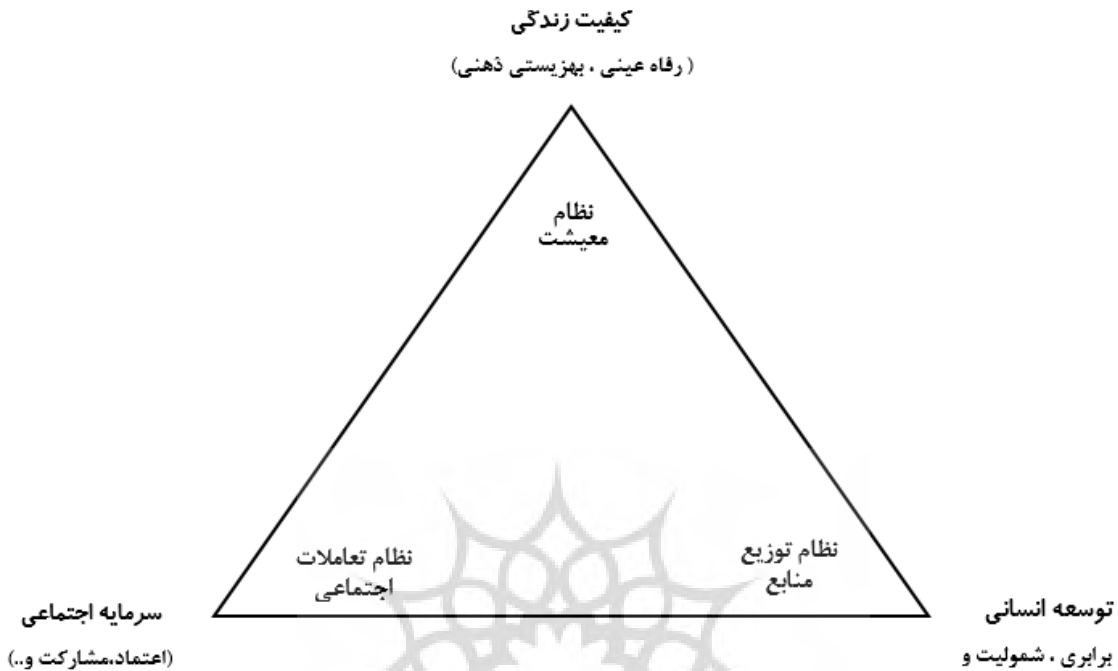 کیفیت زندگی
( رفاه عینی ، بهزیستی ذهنی)
نظام
معیشت
نظام توزیع
منابع
نظام تعاملات
اجتماعی
توسعه انسانی
برابری ، شمولیت و
سرمایه اجتماعی
(اعتماد،مشارکت و..)